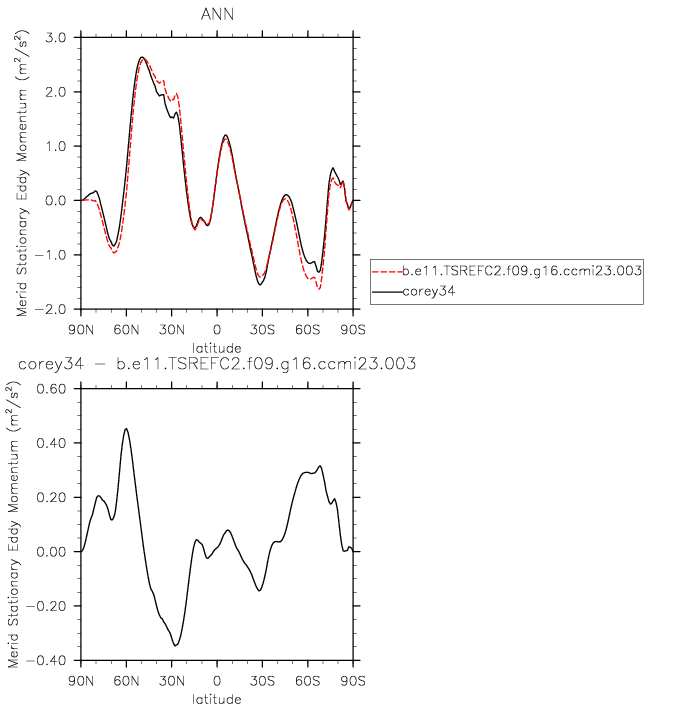 ANN
Merid Stationary Eddy Momentum (m²/s²)
3.0
2.0
1.0
0.0
−1.0
−2.0
90N 60N 30N 0 30S 60S 90S
latitude
b.e11.TSREFC2.f09.g16.ccmi23.003
corey34
corey34 − b.e11.TSREFC2.f09.g16.ccmi23.003
Merid Stationary Eddy Momentum (m²/s²)
0.60
0.40
0.20
0.00
−0.20
−0.40
90N 60N 30N 0 30S 60S 90S
latitude